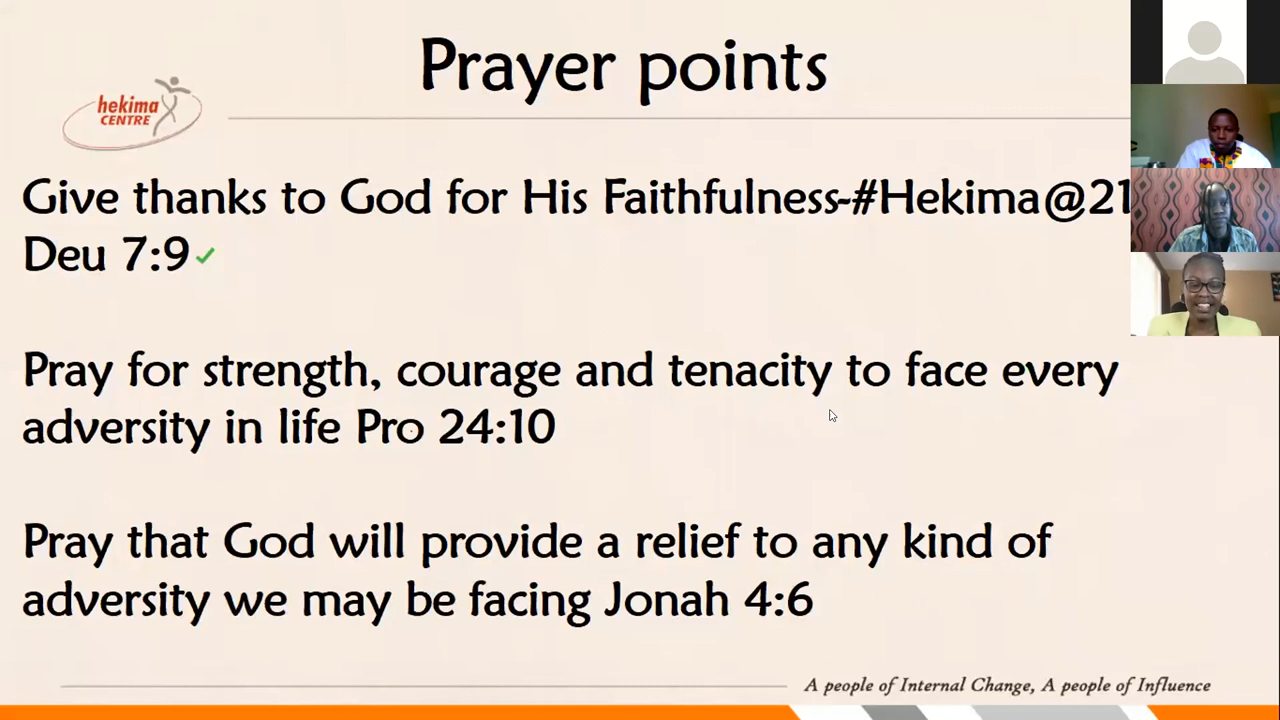 Prayer points
hekima
CENTRE
Give thanks to God for His Faithfulness-#Hekima@21
Deu 7:9
Pray for strength, courage and tenacity to face every
adversity in life Pro 24:10
Pray that God will provide a relief to any kind of
adversity we may be facing Jonah 4:6
A people of Internal Change, A people of Influence